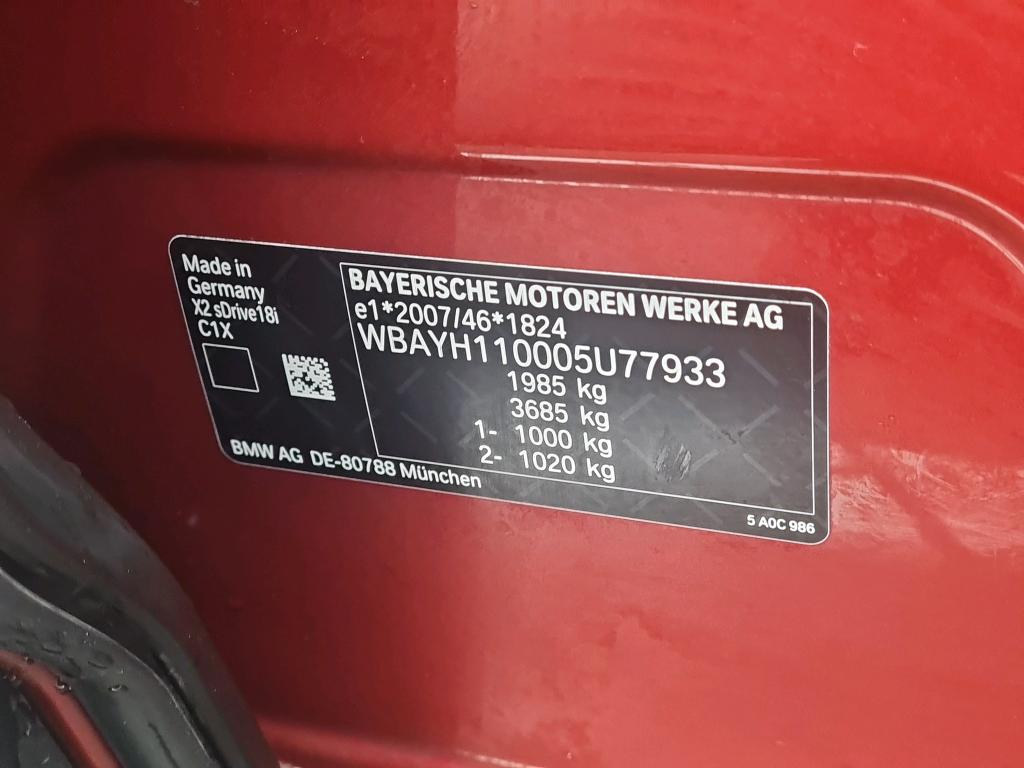 Made in
Germany
X2 sDrive18i
C1X
BAYERISCHE MOTOREN WERKE AG
e1*2007/46*1824
WBAYH110005U77933
1985 kg
3685 kg
1- 1000 kg
2- 1020 kg
BMW AG DE-80788 München
5 A0C 986